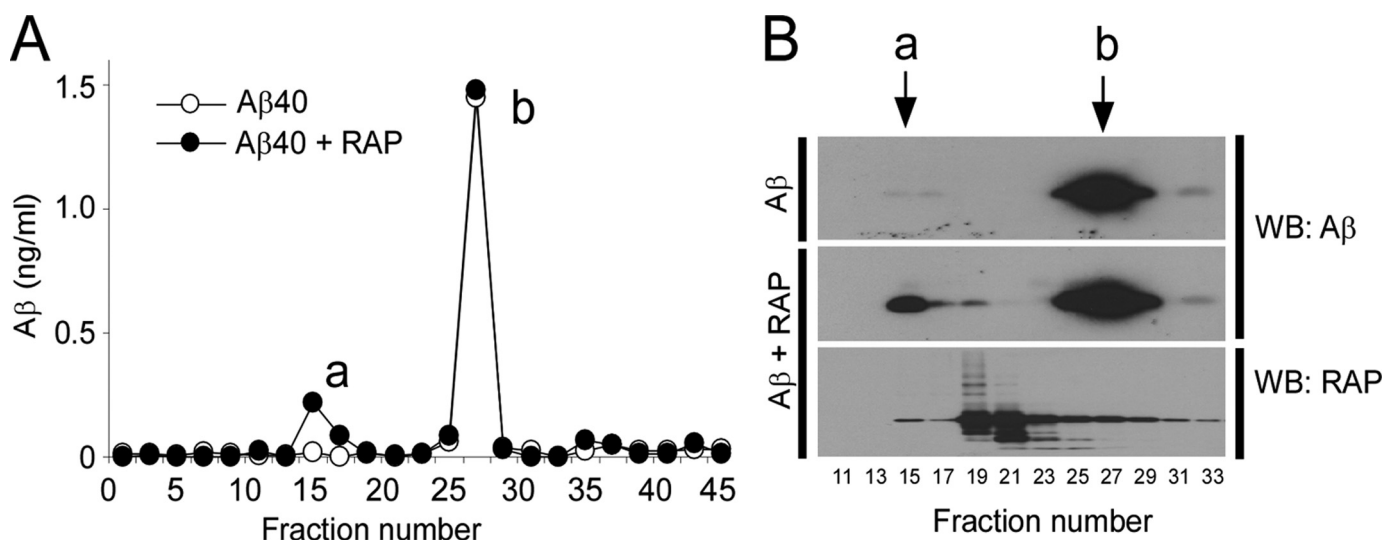 A
Aβ40
Aβ40 + RAP
a
b
Aβ (ng/ml)
1.5
1.0
0.5
0
0 5 10 15 20 25 30 35 40 45
Fraction number
B
a b
Aβ
Aβ + RAP
WB: Aβ
WB: RAP
11 13 15 17 19 21 23 25 27 29 31 33
Fraction number